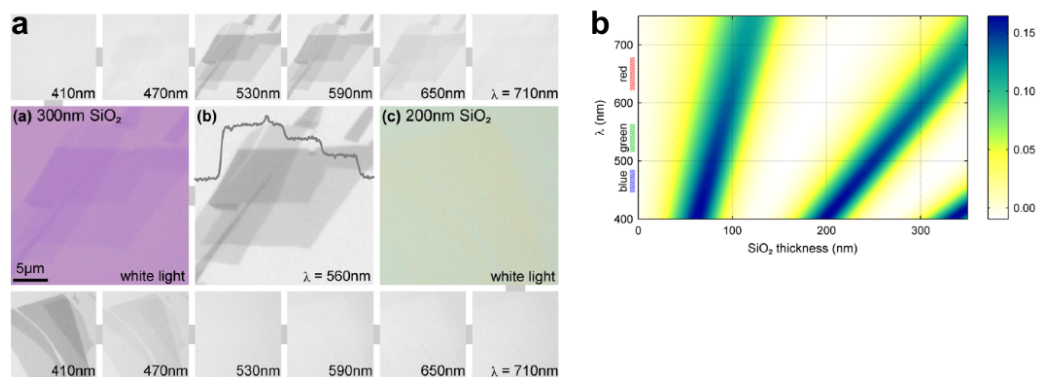 a
410nm
470nm
530nm
590nm
650nm
λ = 710nm
(a) 300nm SiO₂
5µm
white light
(b)
λ = 560nm
(c) 200nm SiO₂
white light
410nm
470nm
530nm
590nm
650nm
λ = 710nm
b
λ (nm)
700
600
500
400
red
green
blue
0
100
200
300
SiO₂ thickness (nm)
0.15
0.10
0.05
0.00